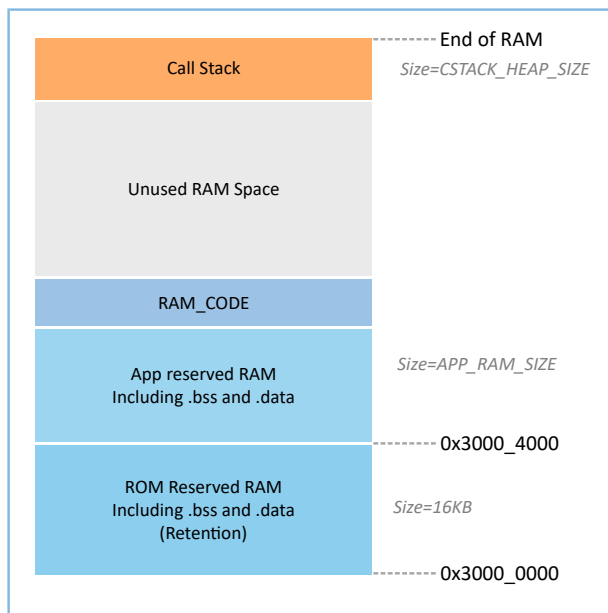 End of RAM
Call Stack
Size=CSTACK_HEAP_SIZE
Unused RAM Space
RAM_CODE
App reserved RAM
Including .bss and .data
Size=APP_RAM_SIZE
0x3000_4000
ROM Reserved RAM
Including .bss and .data
(Retention)
Size=16KB
0x3000_0000